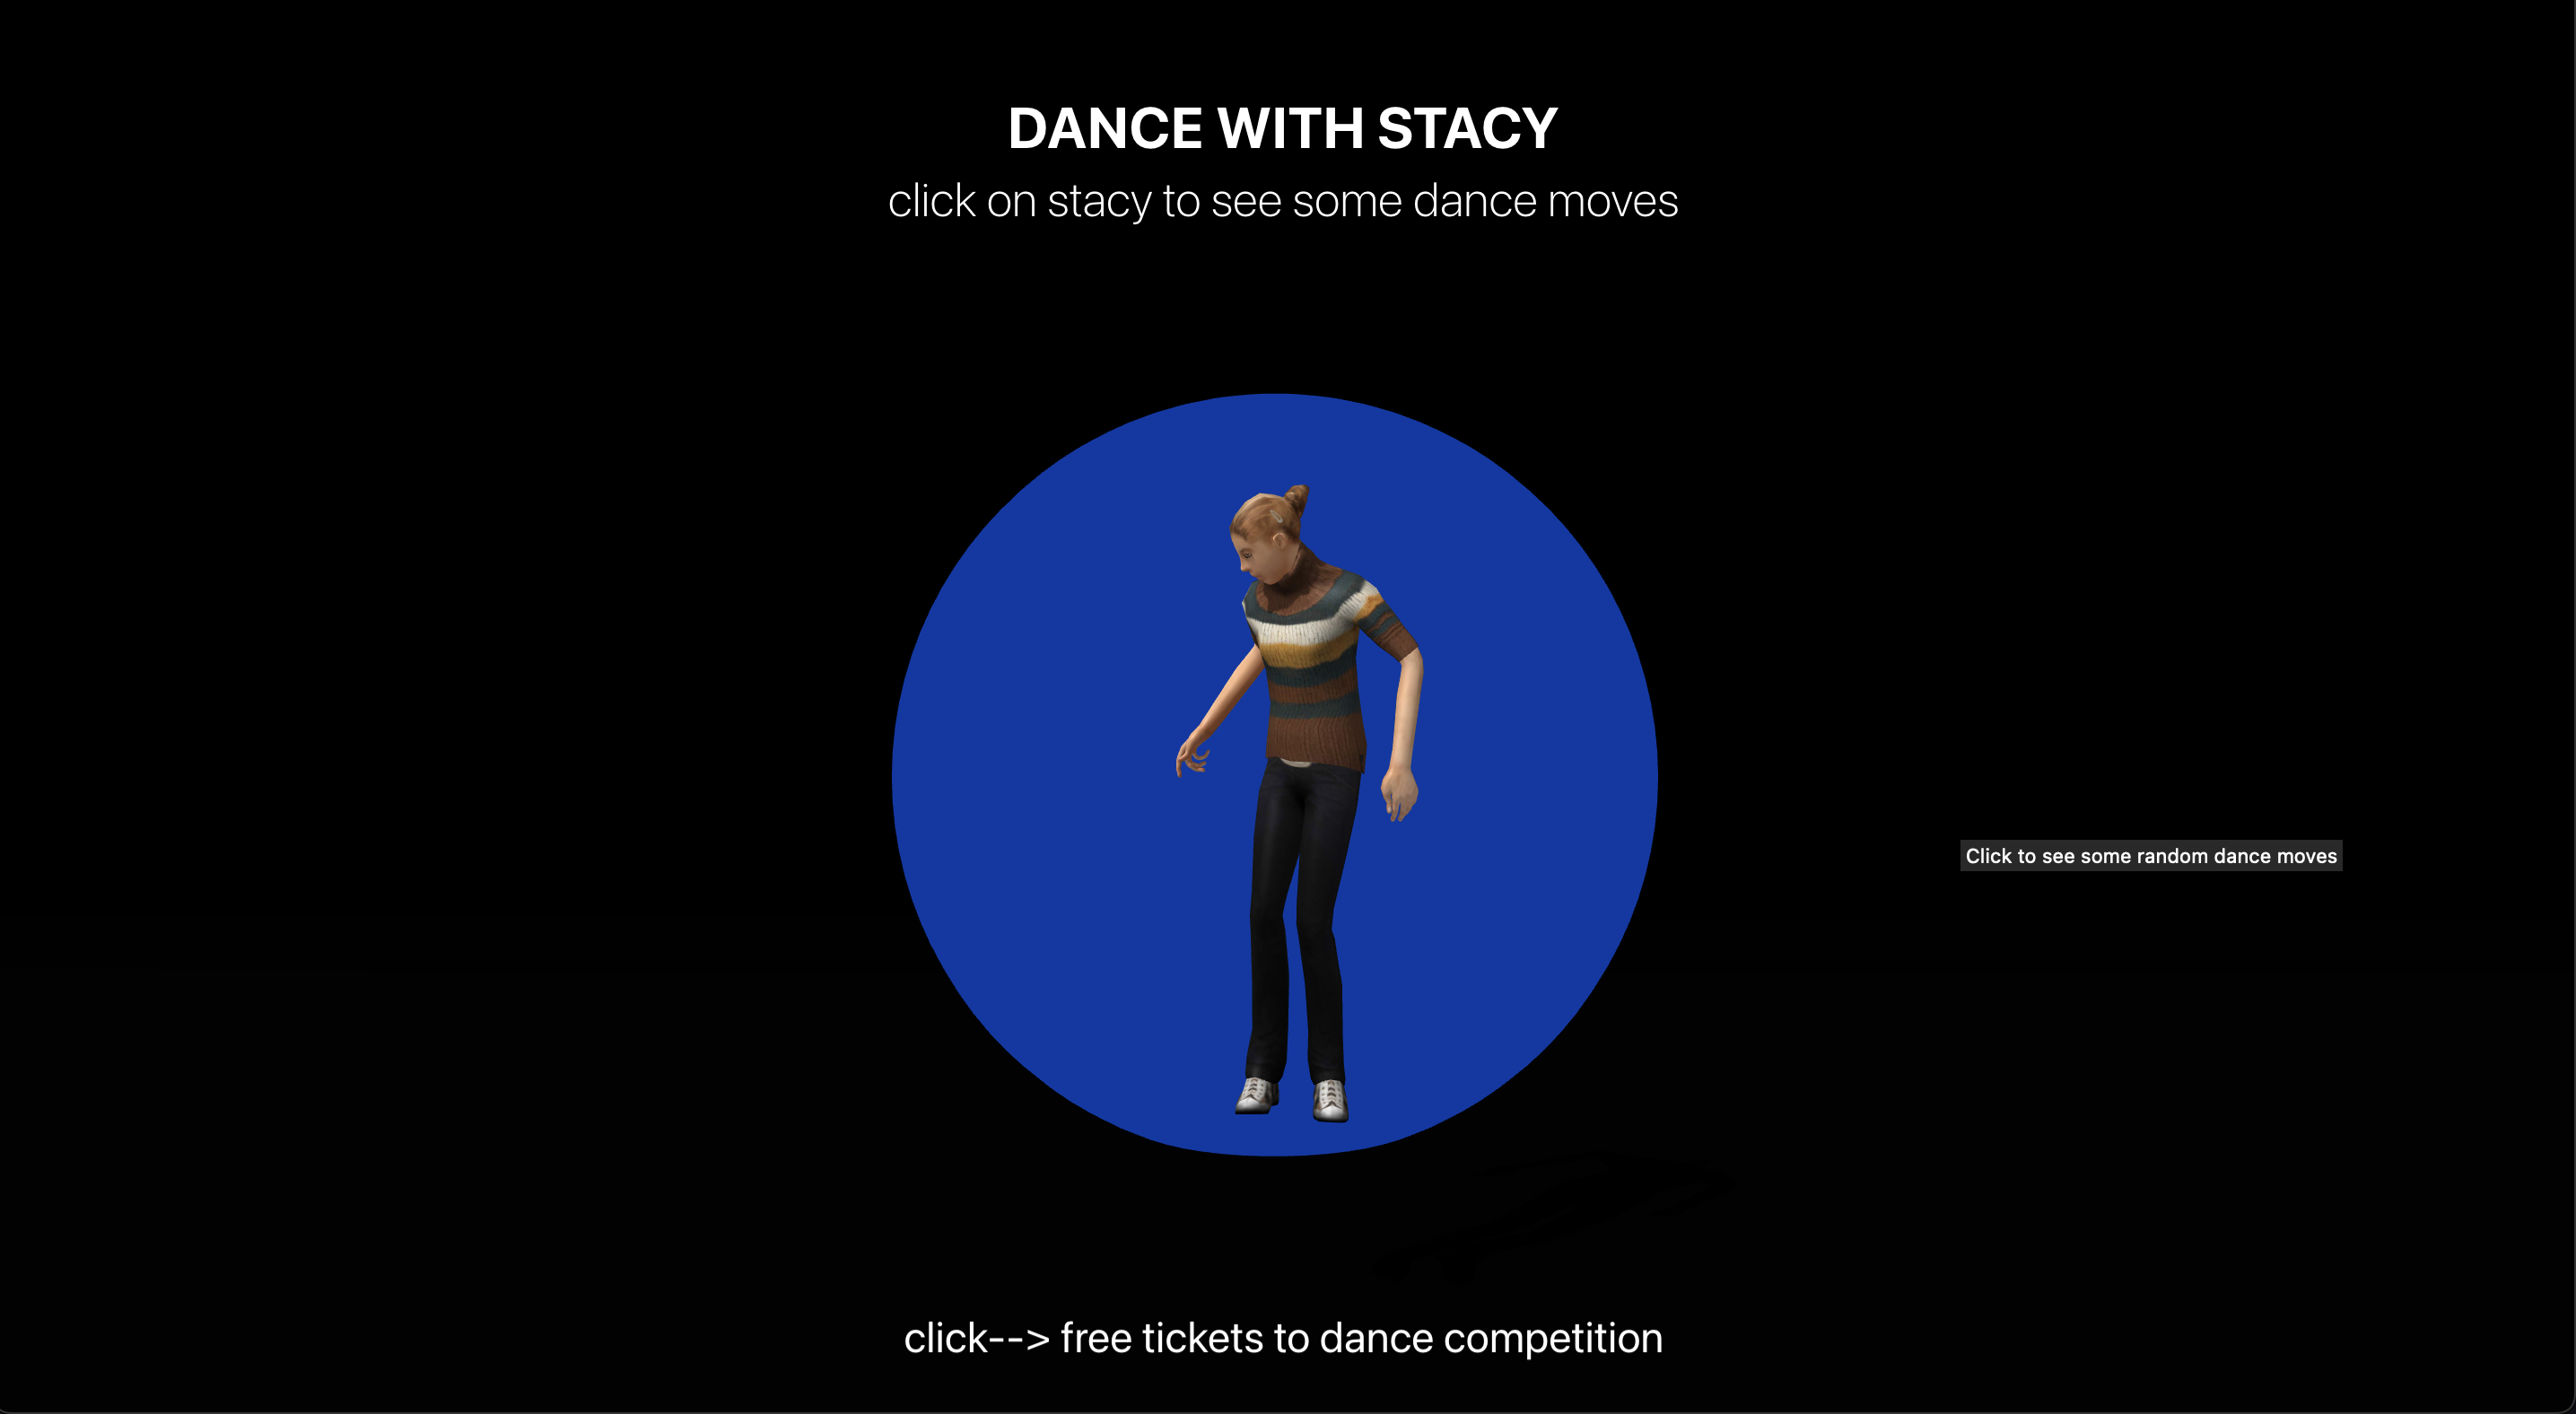 DANCE WITH STACY
click on stacy to see some dance moves
Click to see some random dance moves
click--> free tickets to dance competition